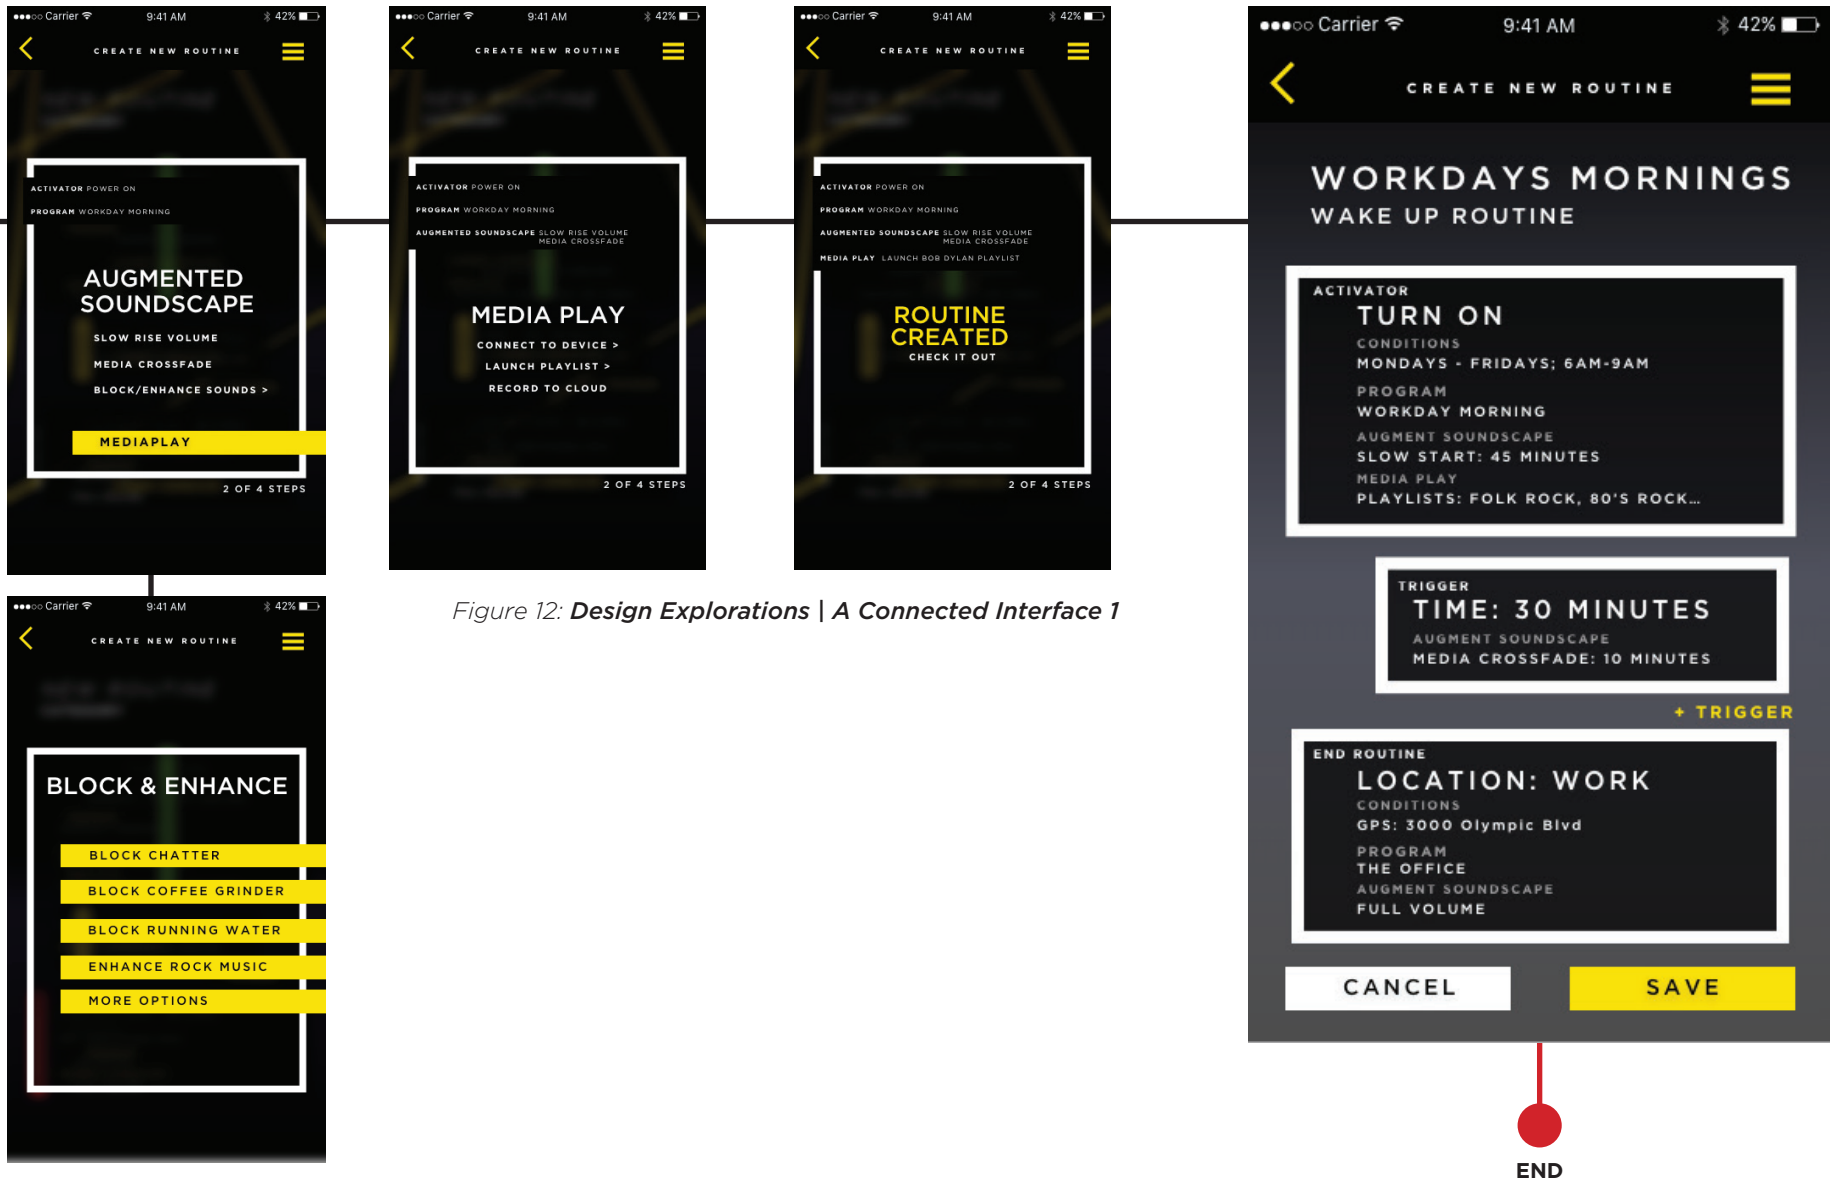 ●●●○○ Carrier 9:41 AM 42%
CREATE NEW ROUTINE
ACTIVATOR POWER ON
PROGRAM WORKDAY MORNING
AUGMENTED
SOUNDSCAPE
SLOW RISE VOLUME
MEDIA CROSSFADE
BLOCK/ENHANCE SOUNDS >
MEDIAPLAY
2 OF 4 STEPS
●●●○○ Carrier 9:41 AM 42%
CREATE NEW ROUTINE
ACTIVATOR POWER ON
PROGRAM WORKDAY MORNING
AUGMENTED SOUNDSCAPE SLOW RISE VOLUME
MEDIA CROSSFADE
MEDIA PLAY
CONNECT TO DEVICE >
LAUNCH PLAYLIST >
RECORD TO CLOUD
2 OF 4 STEPS
●●●○○ Carrier 9:41 AM 42%
CREATE NEW ROUTINE
ACTIVATOR POWER ON
PROGRAM WORKDAY MORNING
AUGMENTED SOUNDSCAPE SLOW RISE VOLUME
MEDIA CROSSFADE
MEDIA PLAY LAUNCH BOB DYLAN PLAYLIST
ROUTINE
CREATED
CHECK IT OUT
2 OF 4 STEPS
Figure 12: Design Explorations | A Connected Interface 1
●●●○○ Carrier 9:41 AM 42%
CREATE NEW ROUTINE
NEW ROUTINE
CATEGORY
BLOCK & ENHANCE
BLOCK CHATTER
BLOCK COFFEE GRINDER
BLOCK RUNNING WATER
ENHANCE ROCK MUSIC
MORE OPTIONS
●●●○○ Carrier 9:41 AM 42%
CREATE NEW ROUTINE
WORKDAYS MORNINGS
WAKE UP ROUTINE
ACTIVATOR
TURN ON
CONDITIONS
MONDAYS - FRIDAYS; 6AM-9AM
PROGRAM
WORKDAY MORNING
AUGMENT SOUNDSCAPE
SLOW START: 45 MINUTES
MEDIA PLAY
PLAYLISTS: FOLK ROCK, 80'S ROCK...
TRIGGER
TIME: 30 MINUTES
AUGMENT SOUNDSCAPE
MEDIA CROSSFADE: 10 MINUTES
+ TRIGGER
END ROUTINE
LOCATION: WORK
CONDITIONS
GPS: 3000 Olympic Blvd
PROGRAM
THE OFFICE
AUGMENT SOUNDSCAPE
FULL VOLUME
CANCEL SAVE
END